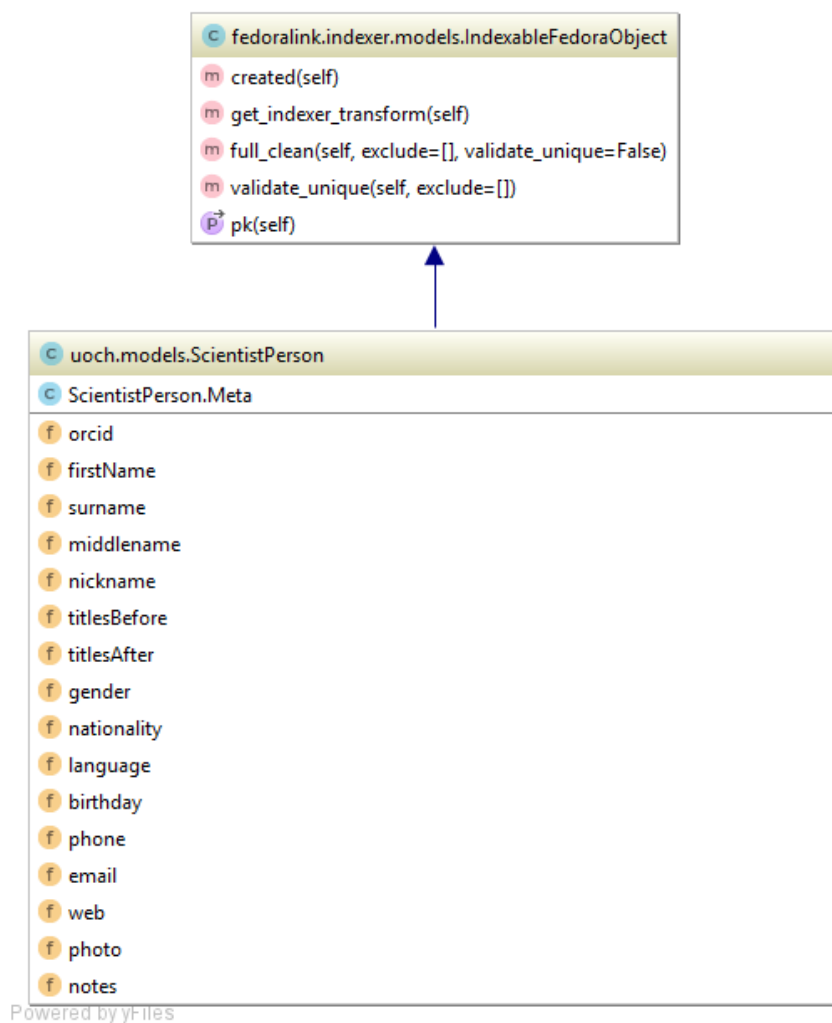 C fedoralink.indexer.models.IndexableFedoraObject
m created(self)
m get_indexer_transform(self)
m full_clean(self, exclude=[], validate_unique=False)
m validate_unique(self, exclude=[])
P pk(self)
C uoch.models.ScientistPerson
C ScientistPerson.Meta
f orcid
f firstName
f surname
f middlename
f nickname
f titlesBefore
f titlesAfter
f gender
f nationality
f language
f birthday
f phone
f email
f web
f photo
f notes
Powered by yFiles